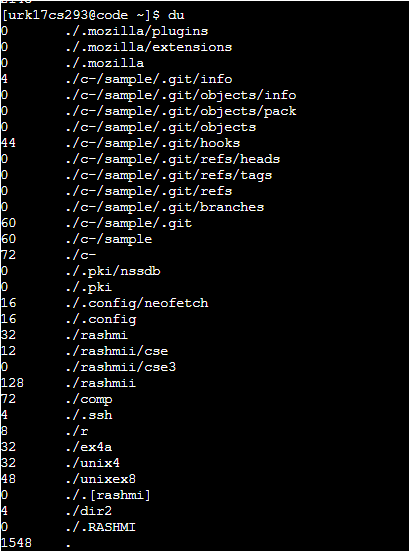 [urk17cs293@code ~]$ du
0 ./.mozilla/plugins
0 ./.mozilla/extensions
0 ./.mozilla
4 ./c-/sample/.git/info
0 ./c-/sample/.git/objects/info
0 ./c-/sample/.git/objects/pack
0 ./c-/sample/.git/objects
44 ./c-/sample/.git/hooks
0 ./c-/sample/.git/refs/heads
0 ./c-/sample/.git/refs/tags
0 ./c-/sample/.git/refs
0 ./c-/sample/.git/branches
60 ./c-/sample/.git
60 ./c-/sample
72 ./c-
0 ./.pki/nssdb
0 ./.pki
16 ./.config/neofetch
16 ./.config
32 ./rashmi
12 ./rashmii/cse
0 ./rashmii/cse3
128 ./rashmii
72 ./comp
4 ./.ssh
8 ./r
32 ./ex4a
32 ./unix4
48 ./unixex8
0 ./.[rashmi]
4 ./dir2
0 ./.RASHMI
1548 .